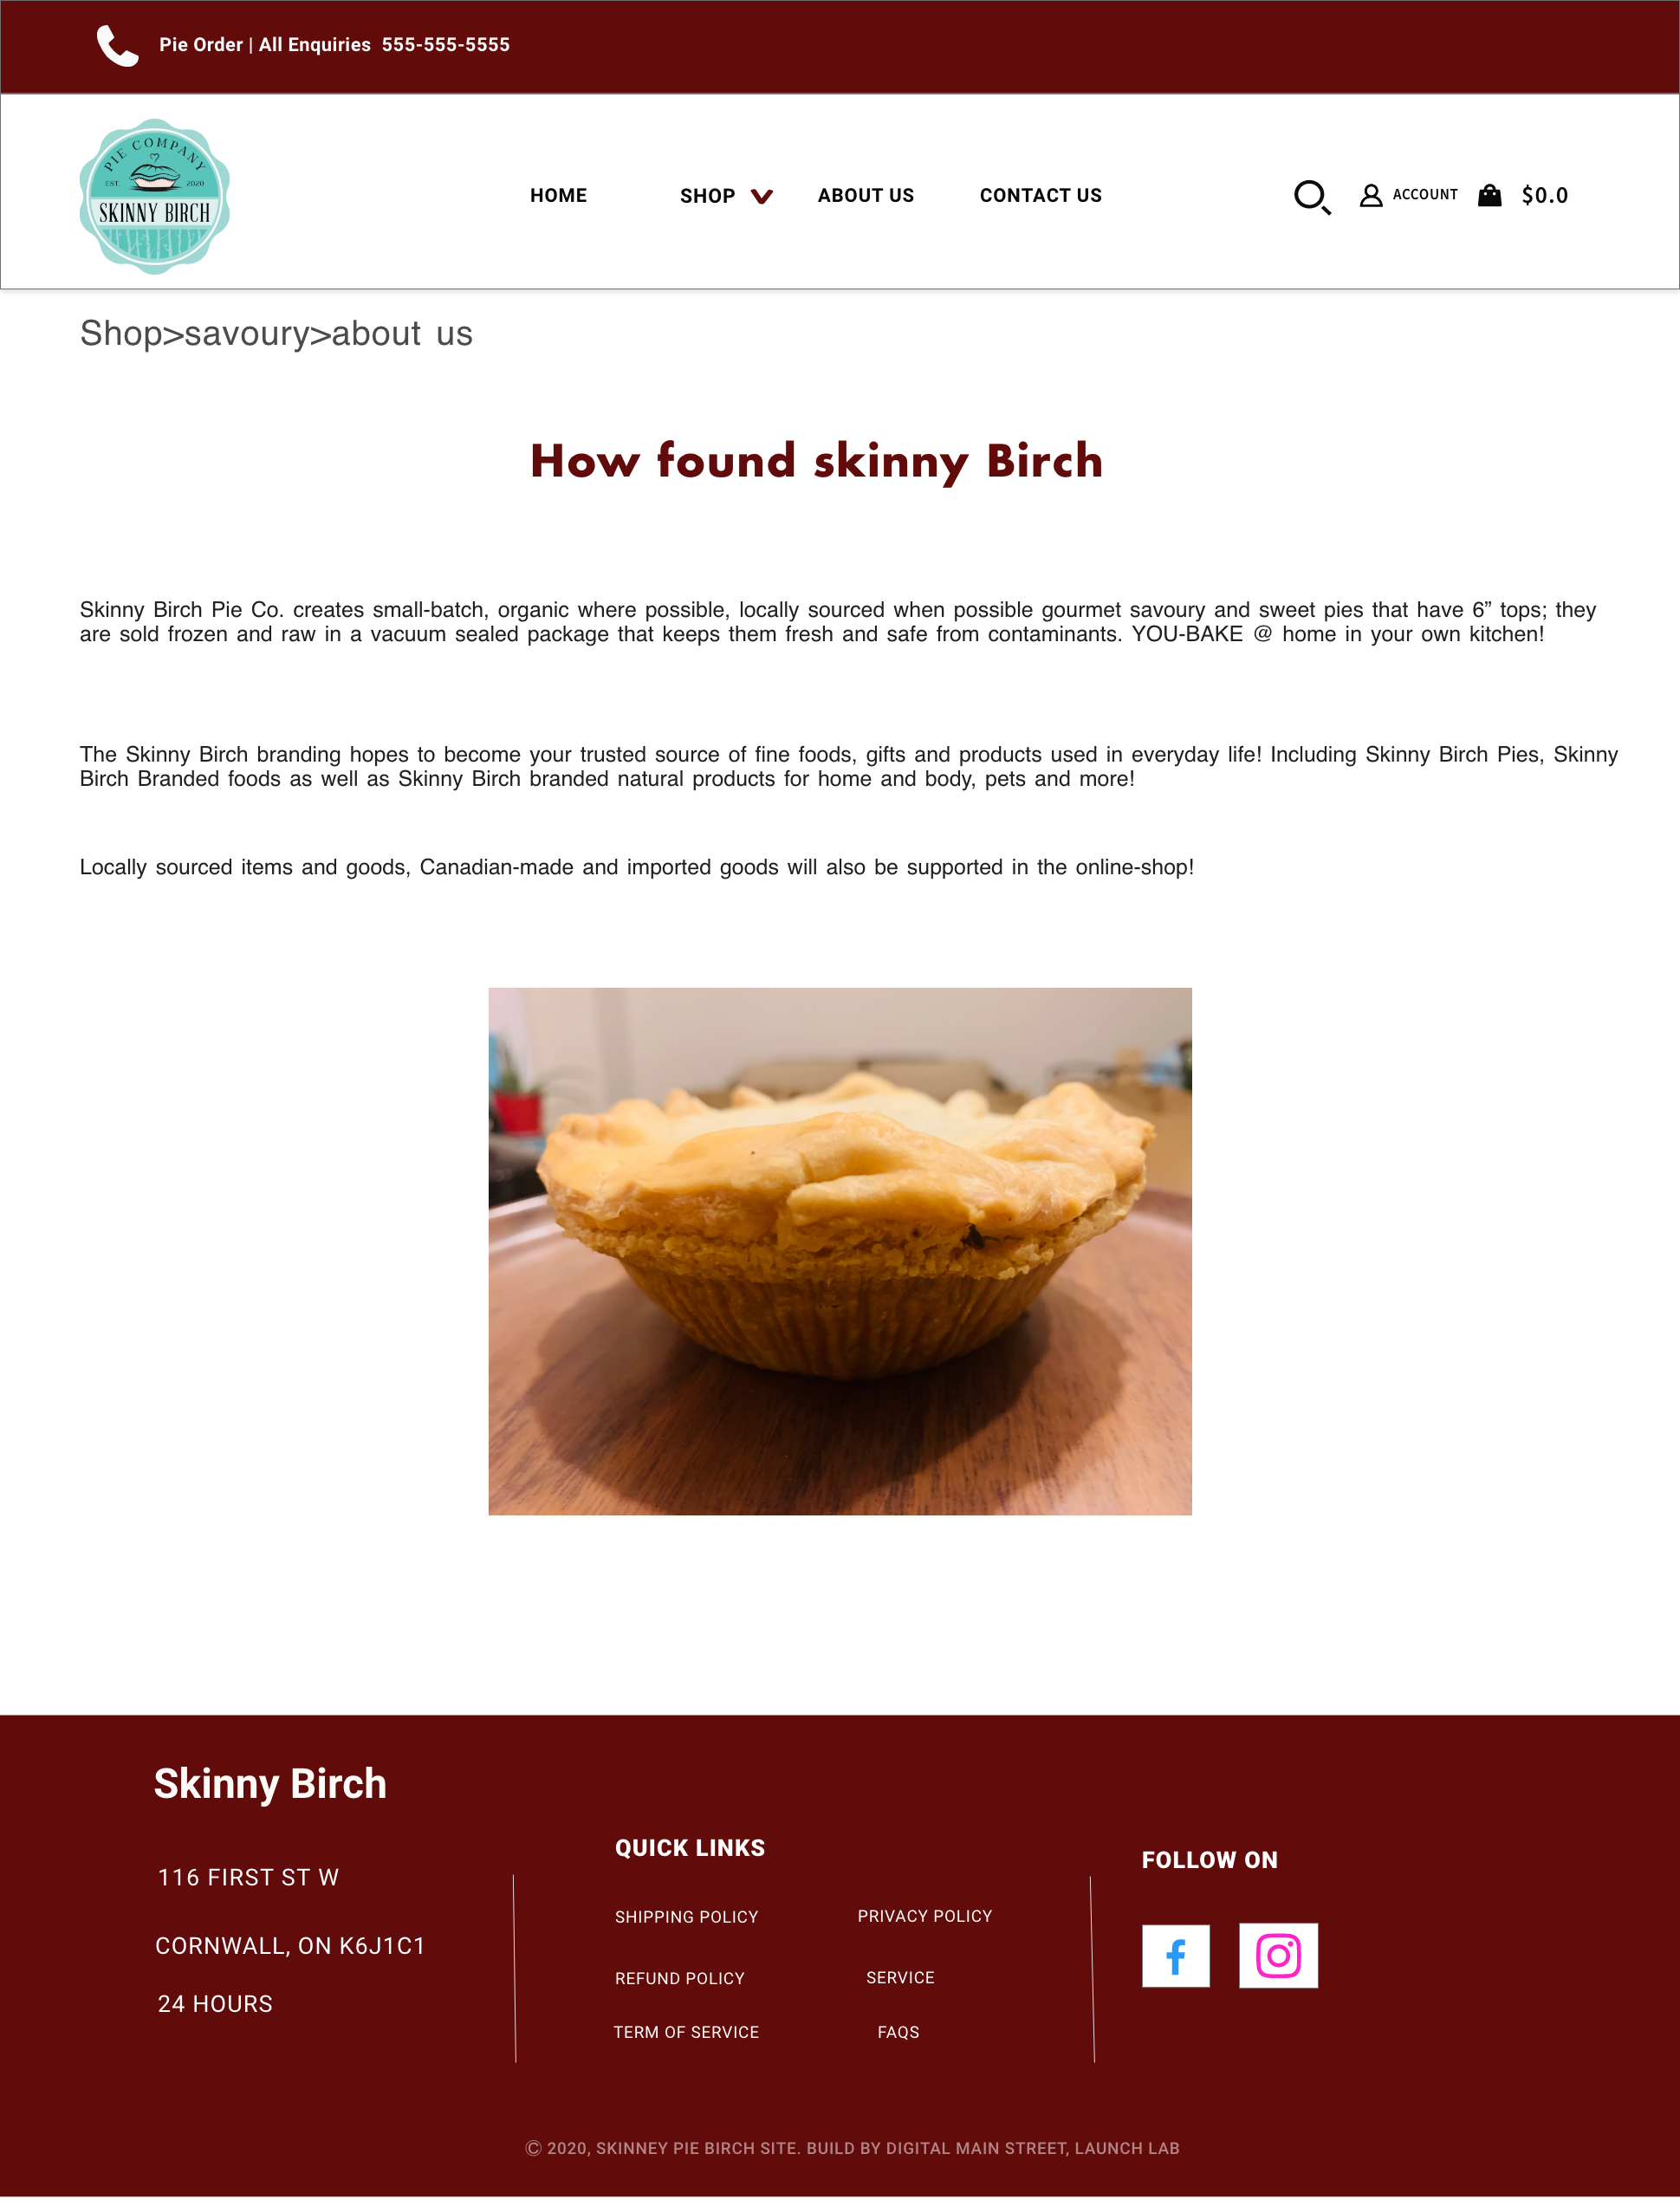 Pie Order | All Enquiries 555-555-5555
PIE COMPANY
EST. 2020
SKINNY BIRCH
HOME SHOP ABOUT US CONTACT US ACCOUNT $0.0
Shop>savoury>about us
How found skinny Birch
Skinny Birch Pie Co. creates small-batch, organic where possible, locally sourced when possible gourmet savoury and sweet pies that have 6” tops; they
are sold frozen and raw in a vacuum sealed package that keeps them fresh and safe from contaminants. YOU-BAKE @ home in your own kitchen!
The Skinny Birch branding hopes to become your trusted source of fine foods, gifts and products used in everyday life! Including Skinny Birch Pies, Skinny
Birch Branded foods as well as Skinny Birch branded natural products for home and body, pets and more!
Locally sourced items and goods, Canadian-made and imported goods will also be supported in the online-shop!
Skinny Birch
116 FIRST ST W
CORNWALL, ON K6J1C1
24 HOURS
QUICK LINKS
SHIPPING POLICY PRIVACY POLICY
REFUND POLICY SERVICE
TERM OF SERVICE FAQS
FOLLOW ON
© 2020, SKINNEY PIE BIRCH SITE. BUILD BY DIGITAL MAIN STREET, LAUNCH LAB